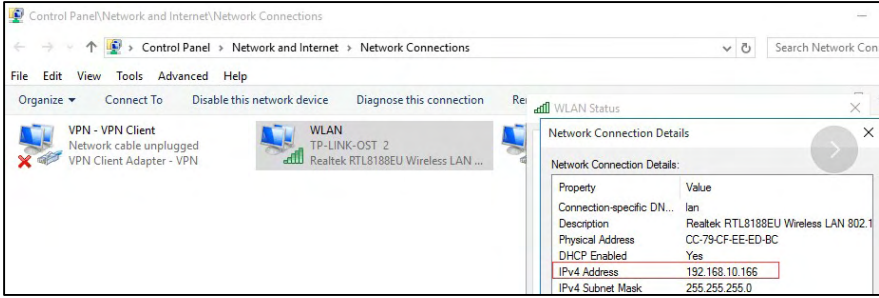 Control Panel\Network and Internet\Network Connections
Control Panel > Network and Internet > Network Connections
Search Network Con
File Edit View Tools Advanced Help
Organize Connect To Disable this network device Diagnose this connection Re
VPN - VPN Client
Network cable unplugged
VPN Client Adapter - VPN
WLAN
TP-LINK-OST 2
Realtek RTL8188EU Wireless LAN ...
WLAN Status
Network Connection Details
Network Connection Details:
Property Value
Connection-specific DN... lan
Description Realtek RTL8188EU Wireless LAN 802.1
Physical Address CC-79-CF-EE-ED-BC
DHCP Enabled Yes
IPv4 Address 192.168.10.166
IPv4 Subnet Mask 255.255.255.0